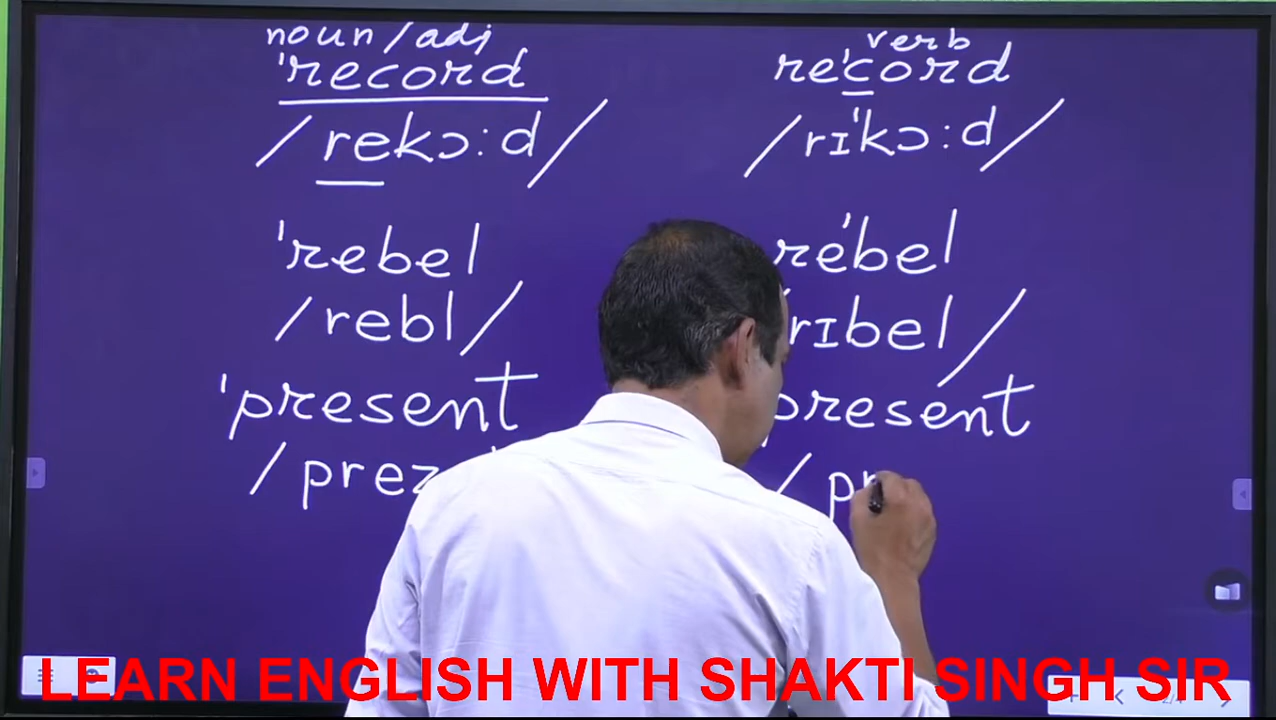 noun/adj verb
'record re'cord
/rekɔ:d/ /rɪ'kɔ:d/
'rebel re'bel
/rebl/ rɪbel/
'present present
/ prez / pr
LEARN ENGLISH WITH SHAKTI SINGH SIR